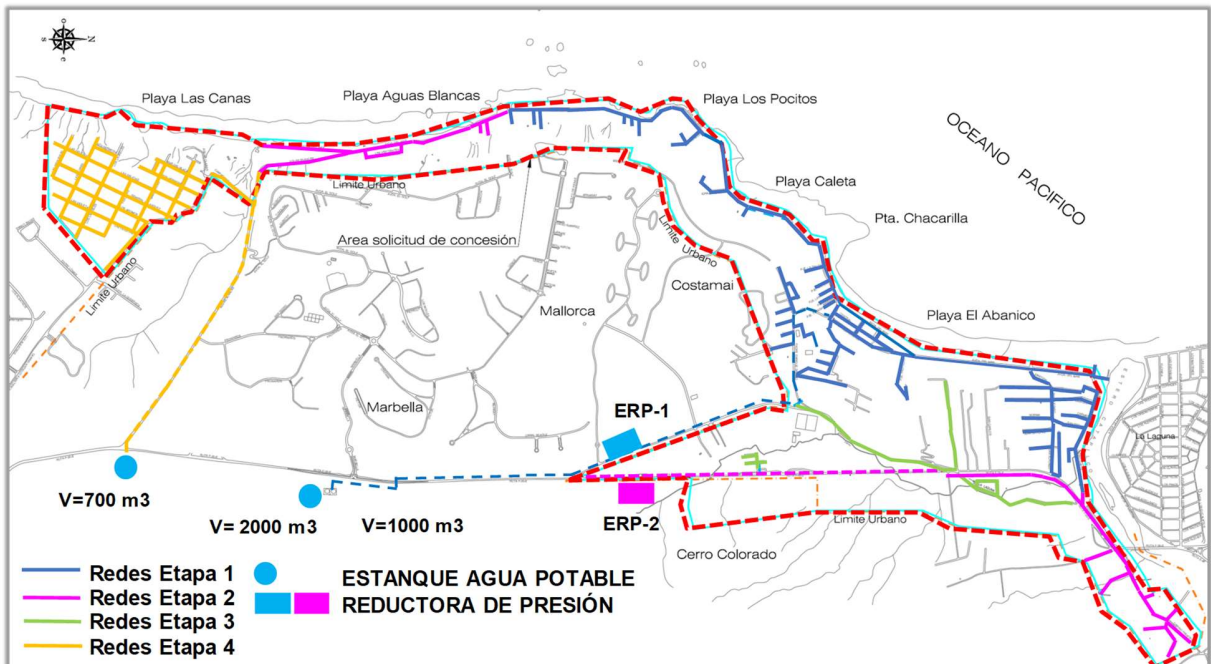 N
Playa Las Canas
Playa Aguas Blancas
Playa Los Pocitos
OCEANO PACIFICO
Playa Caleta
Pta. Chacarilla
Limite Urbano
Area solicitud de concesión
Limite Urbano
Limite Urbano
Costamai
Mallorca
Playa El Abanico
Marbella
ERP-1
La Laguna
V=700 m3
V= 2000 m3
V=1000 m3
ERP-2
Limite Urbano
Cerro Colorado
Redes Etapa 1
Redes Etapa 2
Redes Etapa 3
Redes Etapa 4
ESTANQUE AGUA POTABLE
REDUCTORA DE PRESIÓN